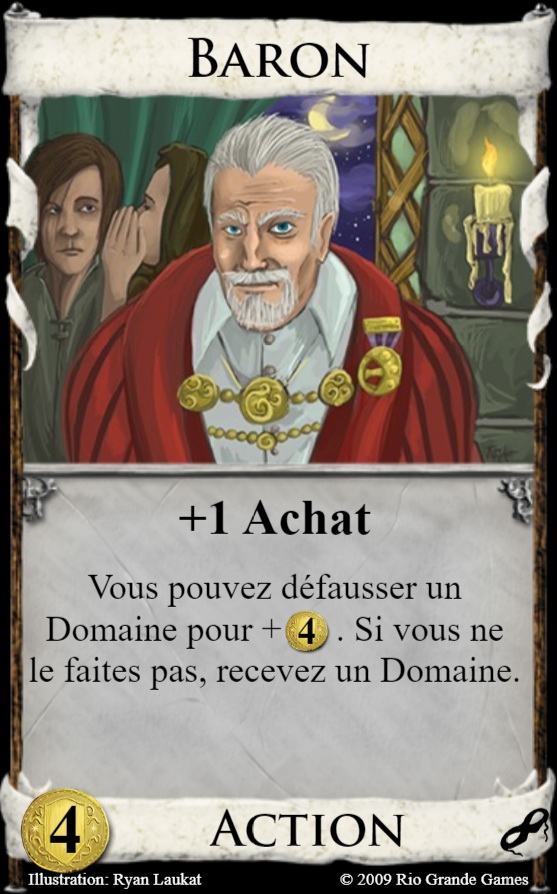 BARON
+1 Achat
Vous pouvez défausser un
Domaine pour + 4 . Si vous ne
le faites pas, recevez un Domaine.
4 ACTION
Illustration: Ryan Laukat © 2009 Rio Grande Games